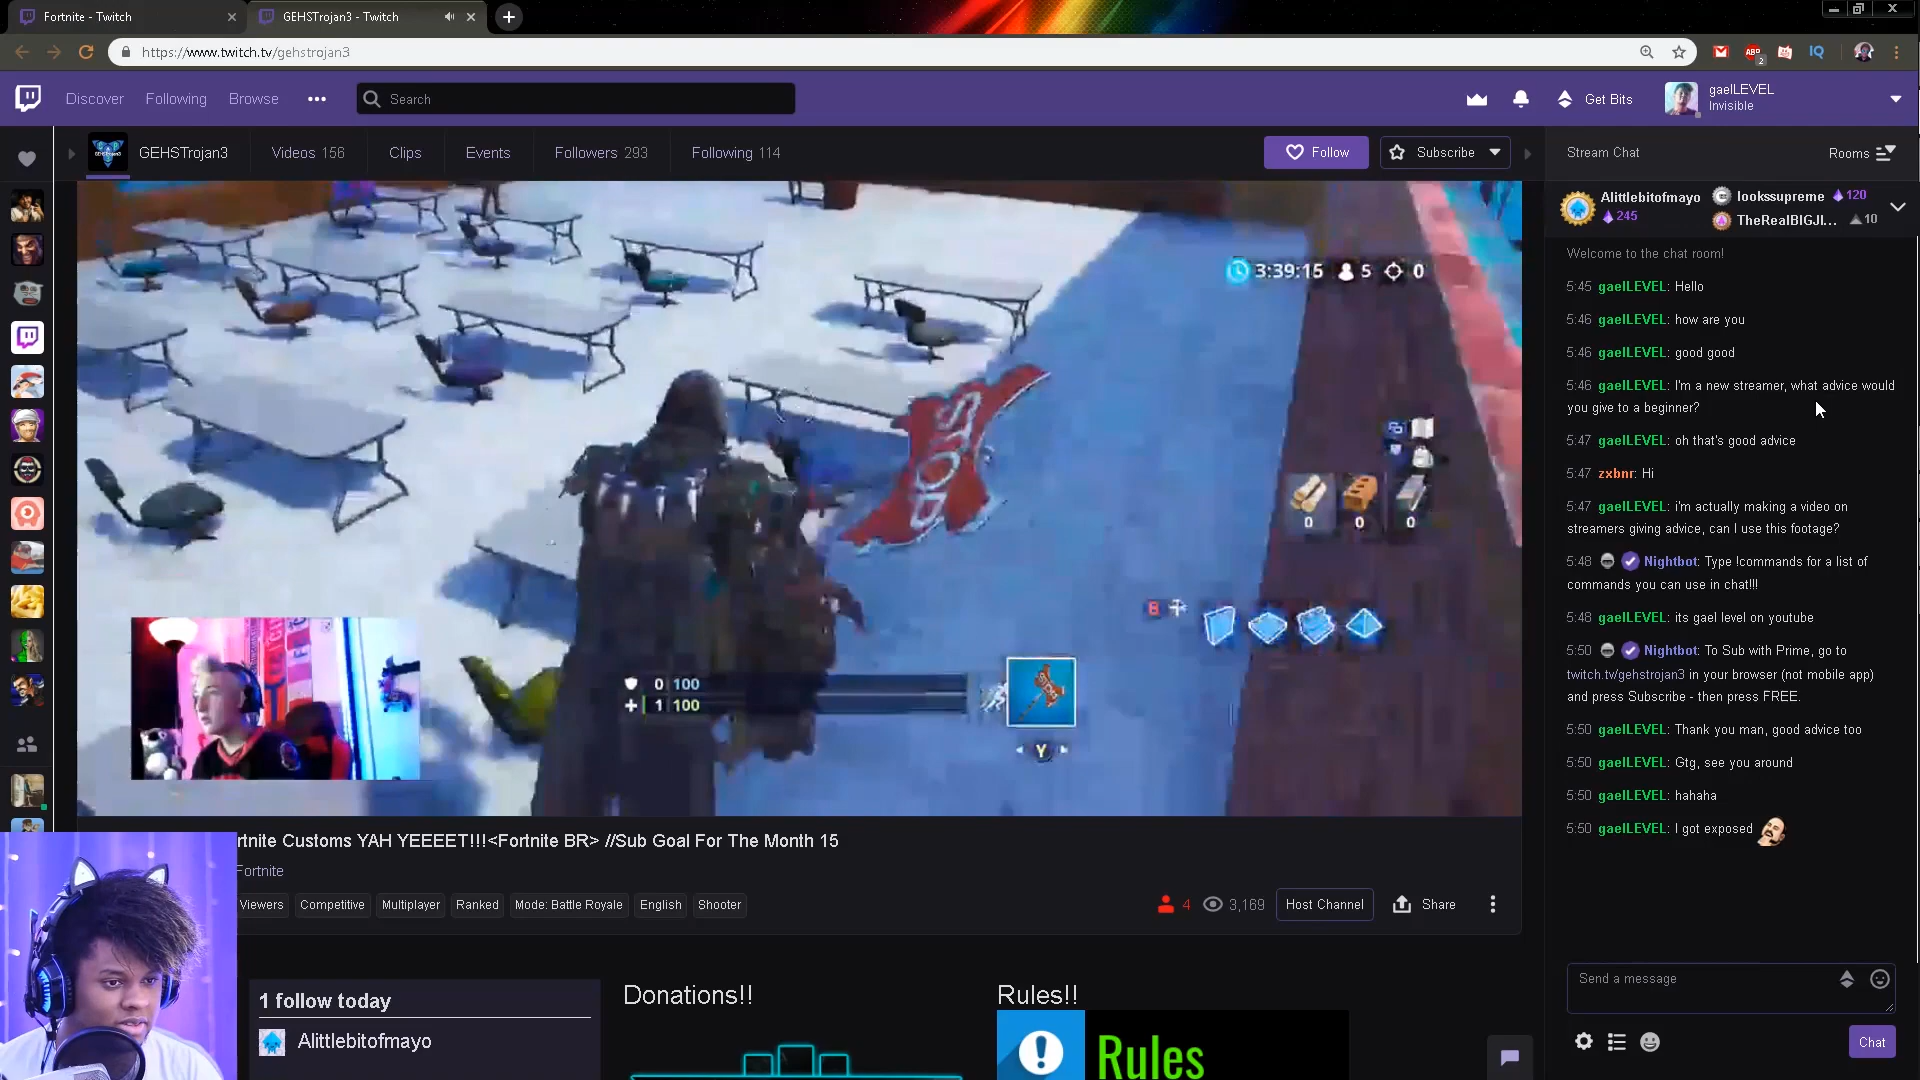 Fortnite - Twitch
GEHSTrojan3 - Twitch
https://www.twitch.tv/gehstrojan3
ABP
2
IQ
Discover
Following
Browse
Search
Get Bits
gaelLEVEL
Invisible
GEHSTrojan3
Videos 156
Clips
Events
Followers 293
Following 114
Follow
Subscribe
Stream Chat
Rooms
Alittlebitofmayo
245
lookssupreme 120
TheRealBIGJI... 10
3:39:15 5 0
0 0 0
0 100
1 100
B
Y
Welcome to the chat room!
5:45 gaelLEVEL: Hello
5:46 gaelLEVEL: how are you
5:46 gaelLEVEL: good good
5:46 gaelLEVEL: I'm a new streamer, what advice would
you give to a beginner?
5:47 gaelLEVEL: oh that's good advice
5:47 zxbnr: Hi
5:47 gaelLEVEL: i'm actually making a video on
streamers giving advice, can I use this footage?
5:48 Nightbot: Type !commands for a list of
commands you can use in chat!!!
5:48 gaelLEVEL: its gael level on youtube
5:50 Nightbot: To Sub with Prime, go to
twitch.tv/gehstrojan3 in your browser (not mobile app)
and press Subscribe - then press FREE.
5:50 gaelLEVEL: Thank you man, good advice too
5:50 gaelLEVEL: Gtg, see you around
5:50 gaelLEVEL: hahaha
5:50 gaelLEVEL: I got exposed
rtnite Customs YAH YEEEET!!!<Fortnite BR> //Sub Goal For The Month 15
Fortnite
Viewers
Competitive
Multiplayer
Ranked
Mode: Battle Royale
English
Shooter
4
3,169
Host Channel
Share
1 follow today
Alittlebitofmayo
Donations!!
Rules!!
Rules
Send a message
Chat